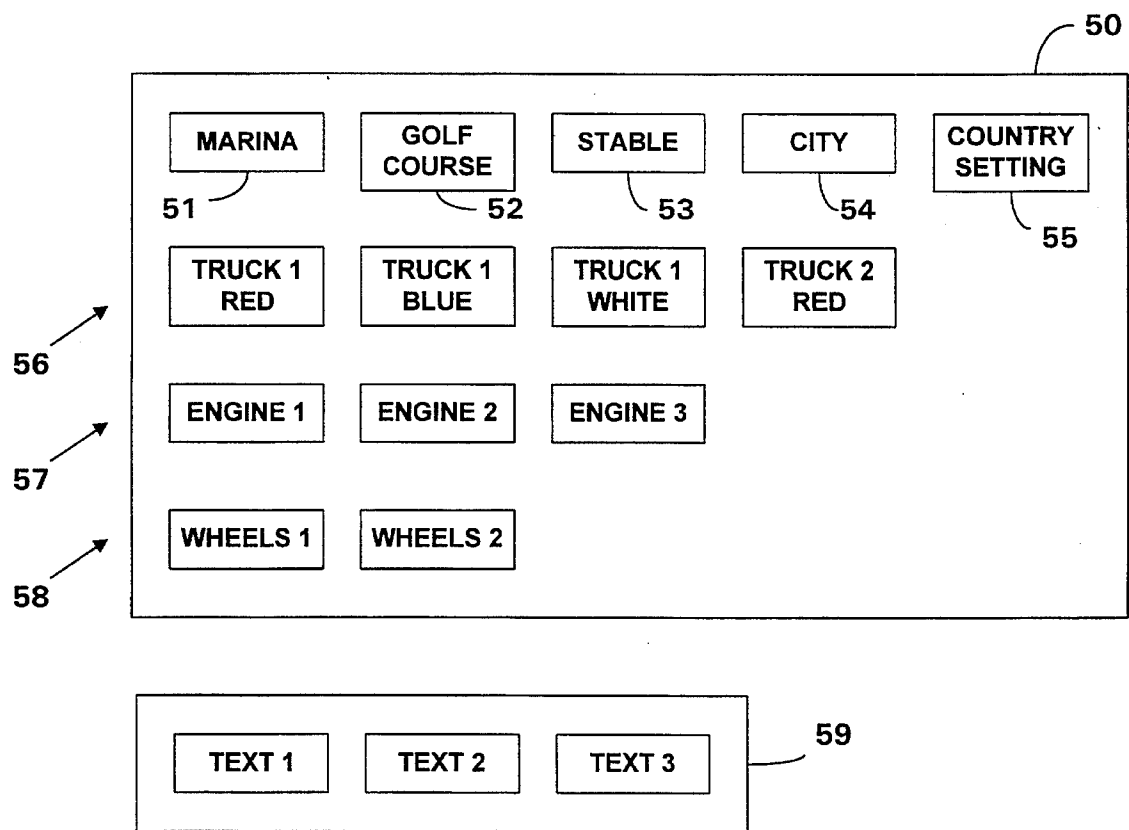 50
MARINA
GOLF
COURSE
STABLE
CITY
COUNTRY
SETTING
51
52
53
54
55
TRUCK 1
RED
TRUCK 1
BLUE
TRUCK 1
WHITE
TRUCK 2
RED
56
ENGINE 1
ENGINE 2
ENGINE 3
57
WHEELS 1
WHEELS 2
58
59
TEXT 1
TEXT 2
TEXT 3